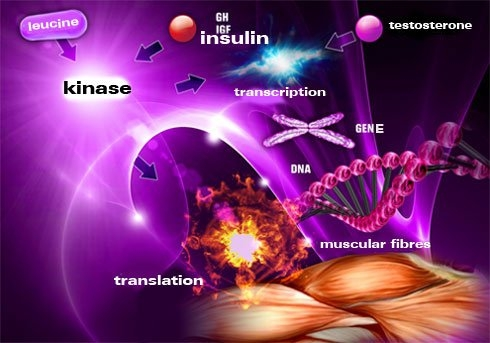 leucine
GH
IGF
insulin
testosterone
kinase
transcription
GENE
DNA
muscular fibres
translation